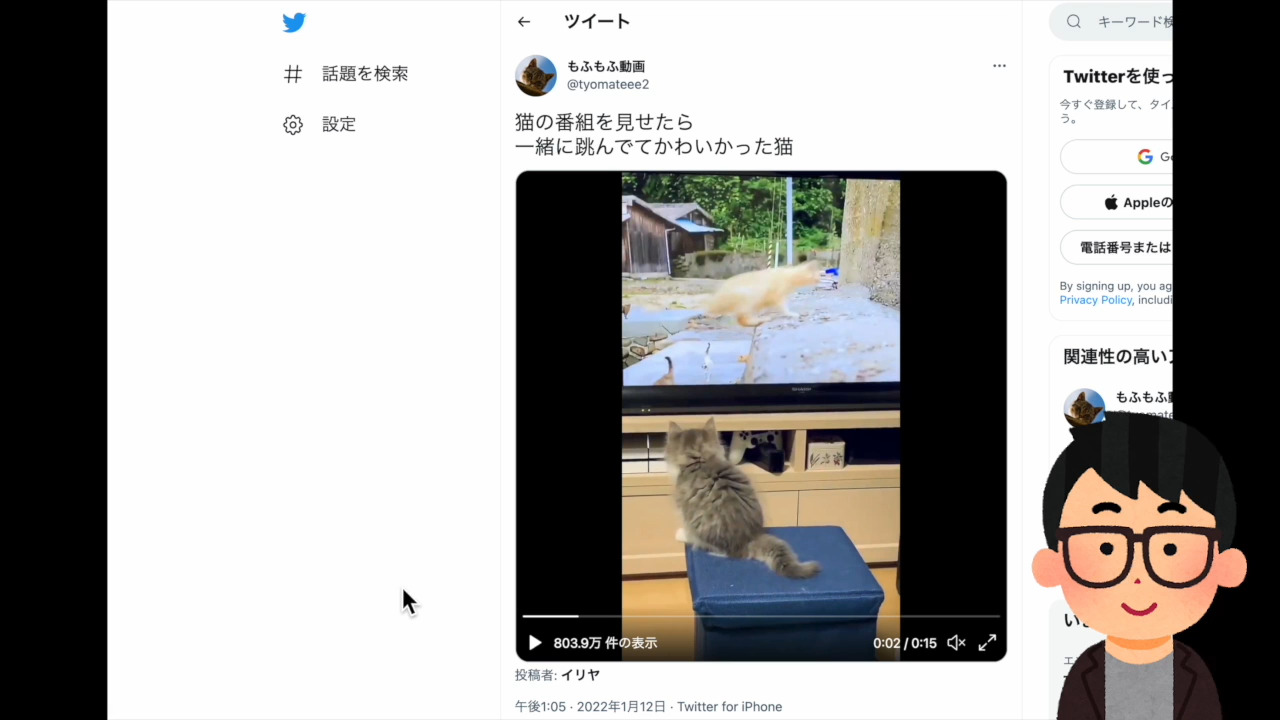 ツイート
話題を検索
設定
もふもふ動画
@tyomateee2
猫の番組を見せたら
一緒に跳んでてかわいかった猫
803.9万 件の表示
0:02 / 0:15
投稿者: イリヤ
午後1:05 · 2022年1月12日 · Twitter for iPhone
キーワード検
Twitterを使っ
今すぐ登録して、タイ
う。
Appleの
電話番号または
By signing up, you ag
Privacy Policy, includi
関連性の高い
もふもふ